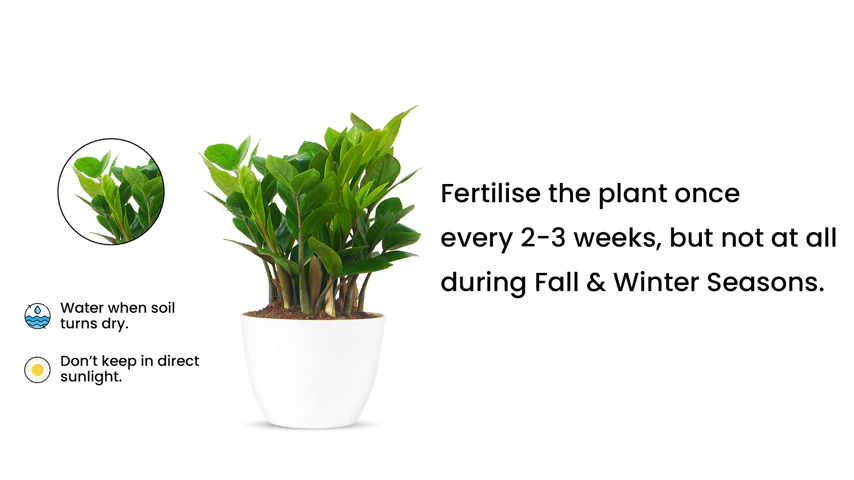 Fertilise the plant once
every 2-3 weeks, but not at all
during Fall & Winter Seasons.
Water when soil
turns dry.
Don't keep in direct
sunlight.